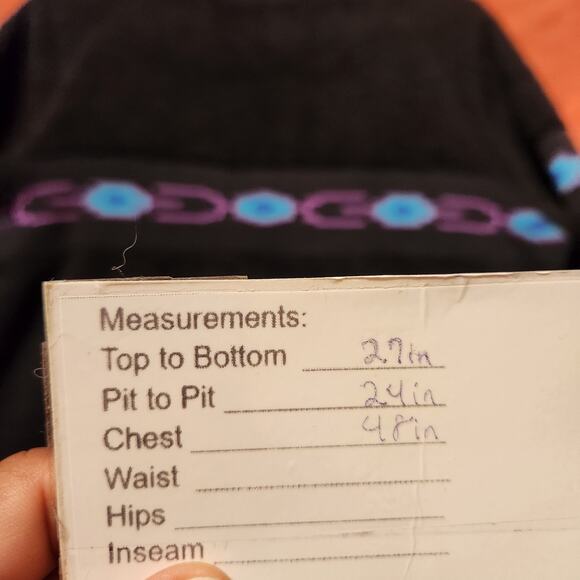 Measurements:
Top to Bottom 27in
Pit to Pit 24in
Chest 48in
Waist
Hips
Inseam